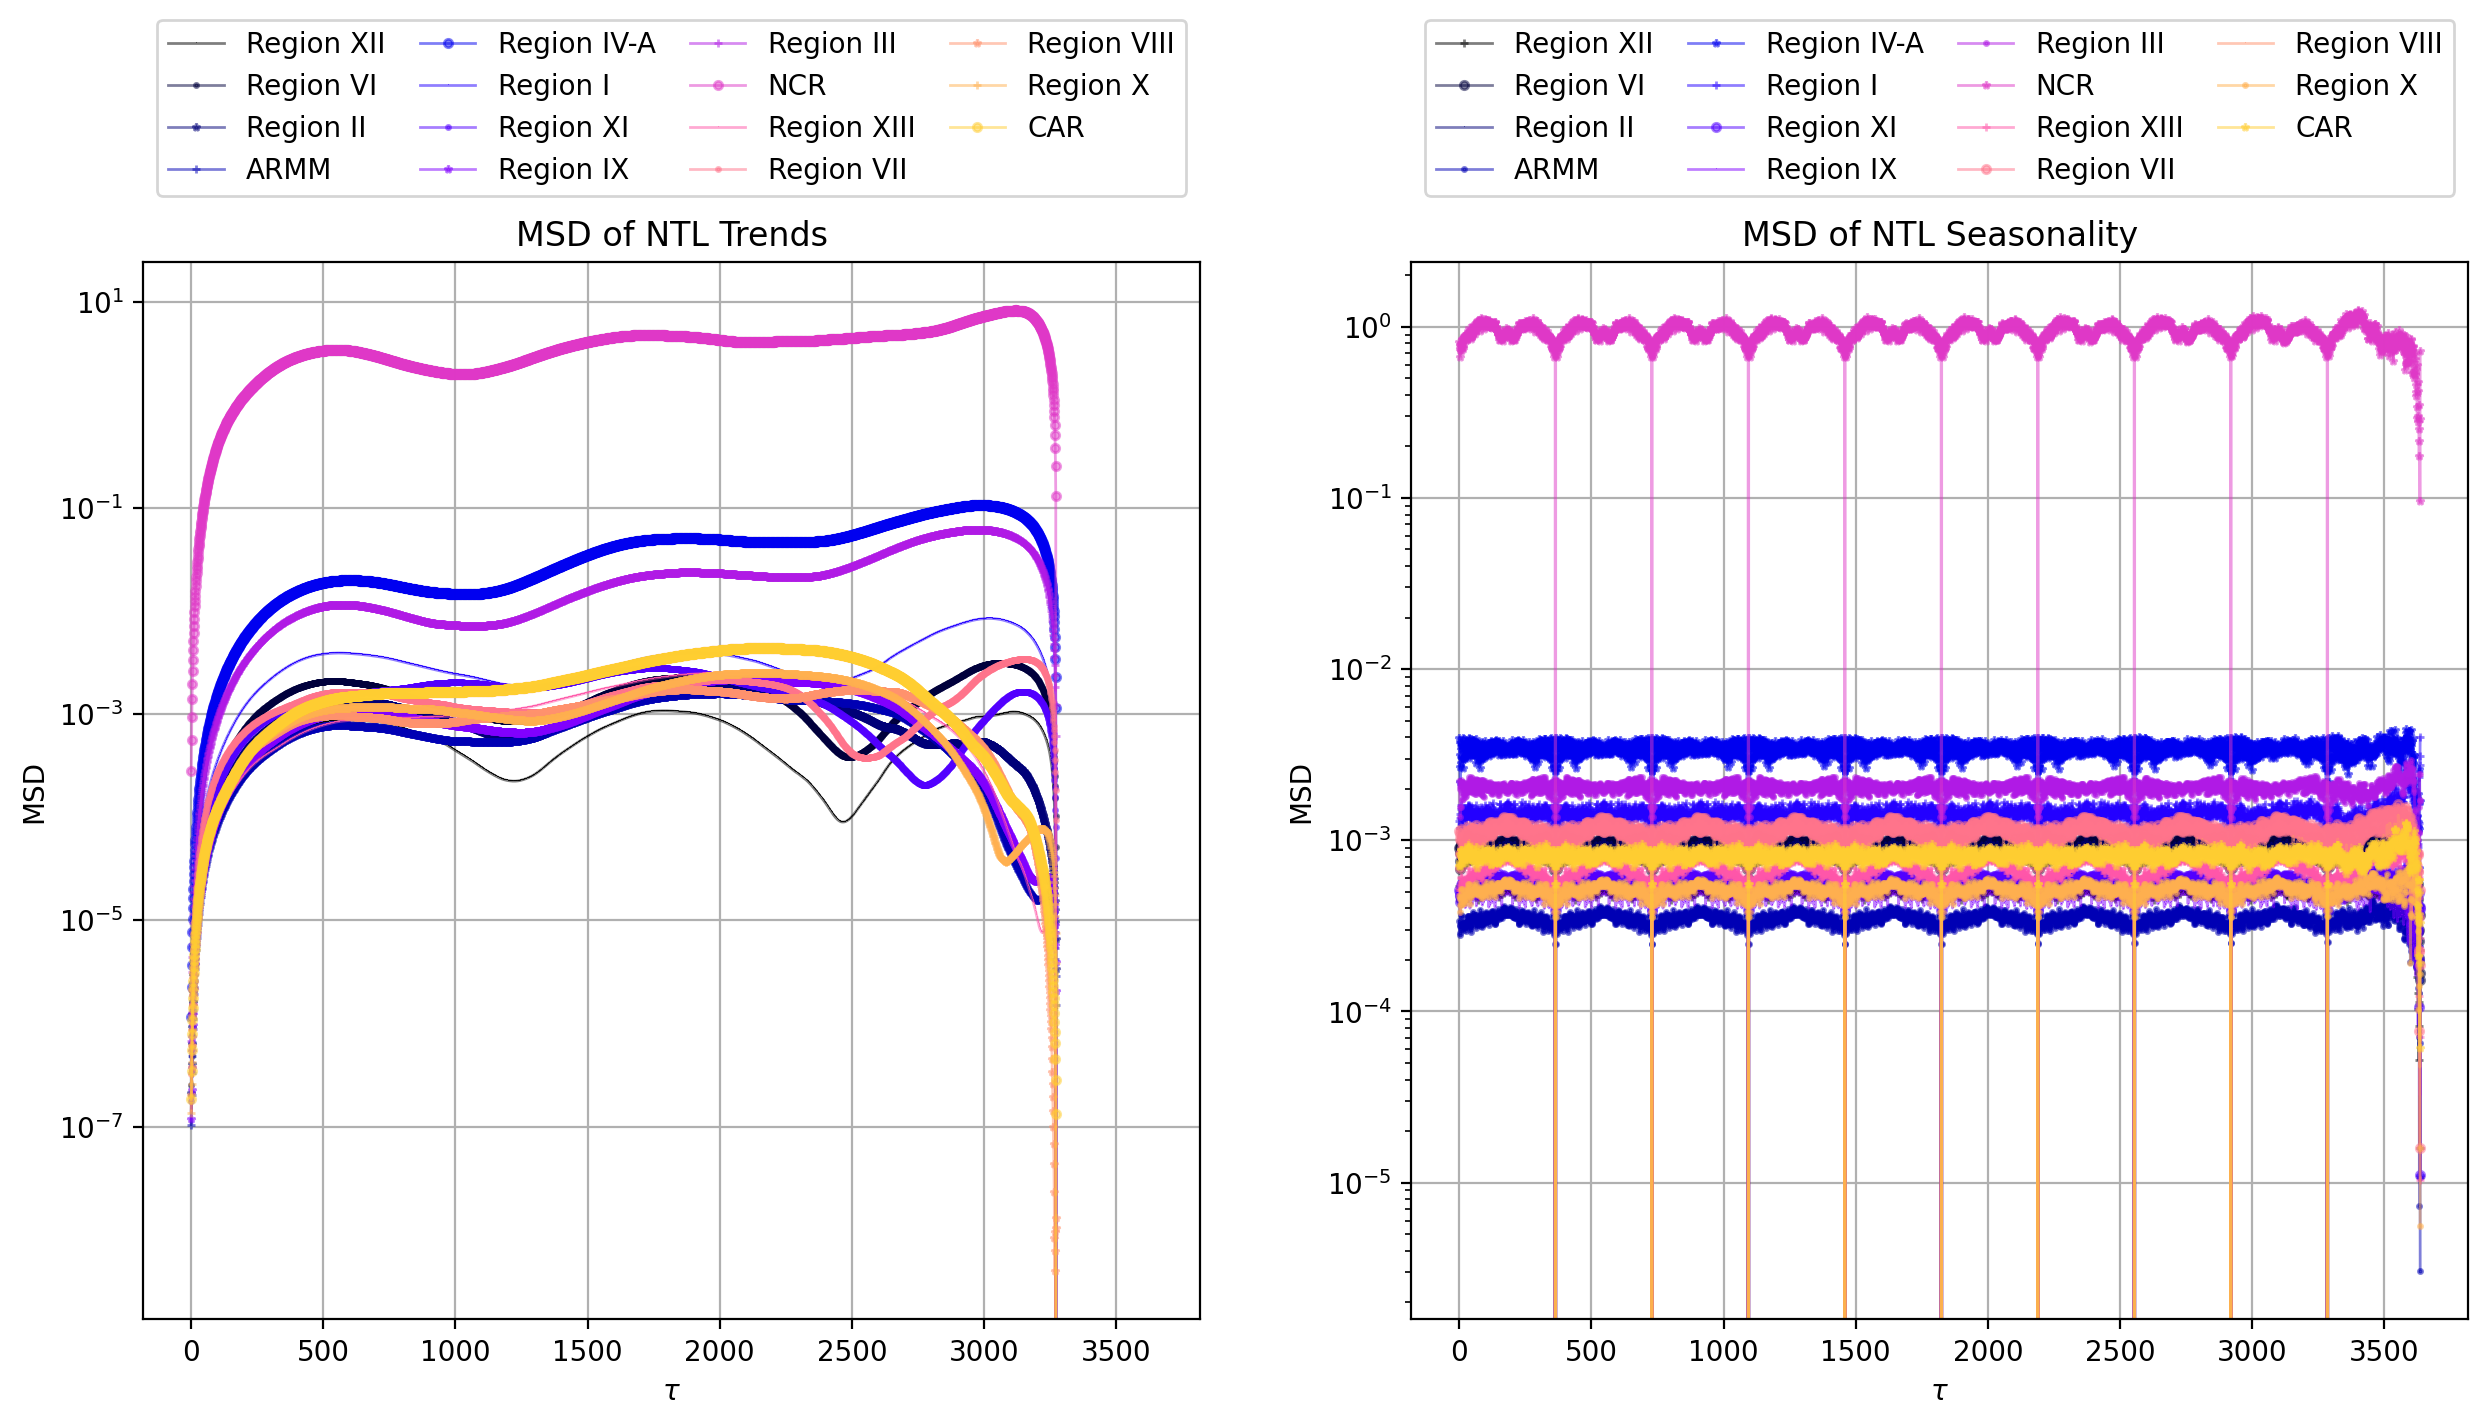 Region XII Region IV-A Region III Region VIII
Region VI Region I NCR Region X
Region II Region XI Region XIII CAR
ARMM Region IX Region VII
MSD of NTL Trends
10¹
10⁻¹
10⁻³
10⁻⁵
10⁻⁷
MSD
0 500 1000 1500 2000 2500 3000 3500
τ
Region XII Region IV-A Region III Region VIII
Region VI Region I NCR Region X
Region II Region XI Region XIII CAR
ARMM Region IX Region VII
MSD of NTL Seasonality
10⁰
10⁻¹
10⁻²
10⁻³
10⁻⁴
10⁻⁵
MSD
0 500 1000 1500 2000 2500 3000 3500
τ